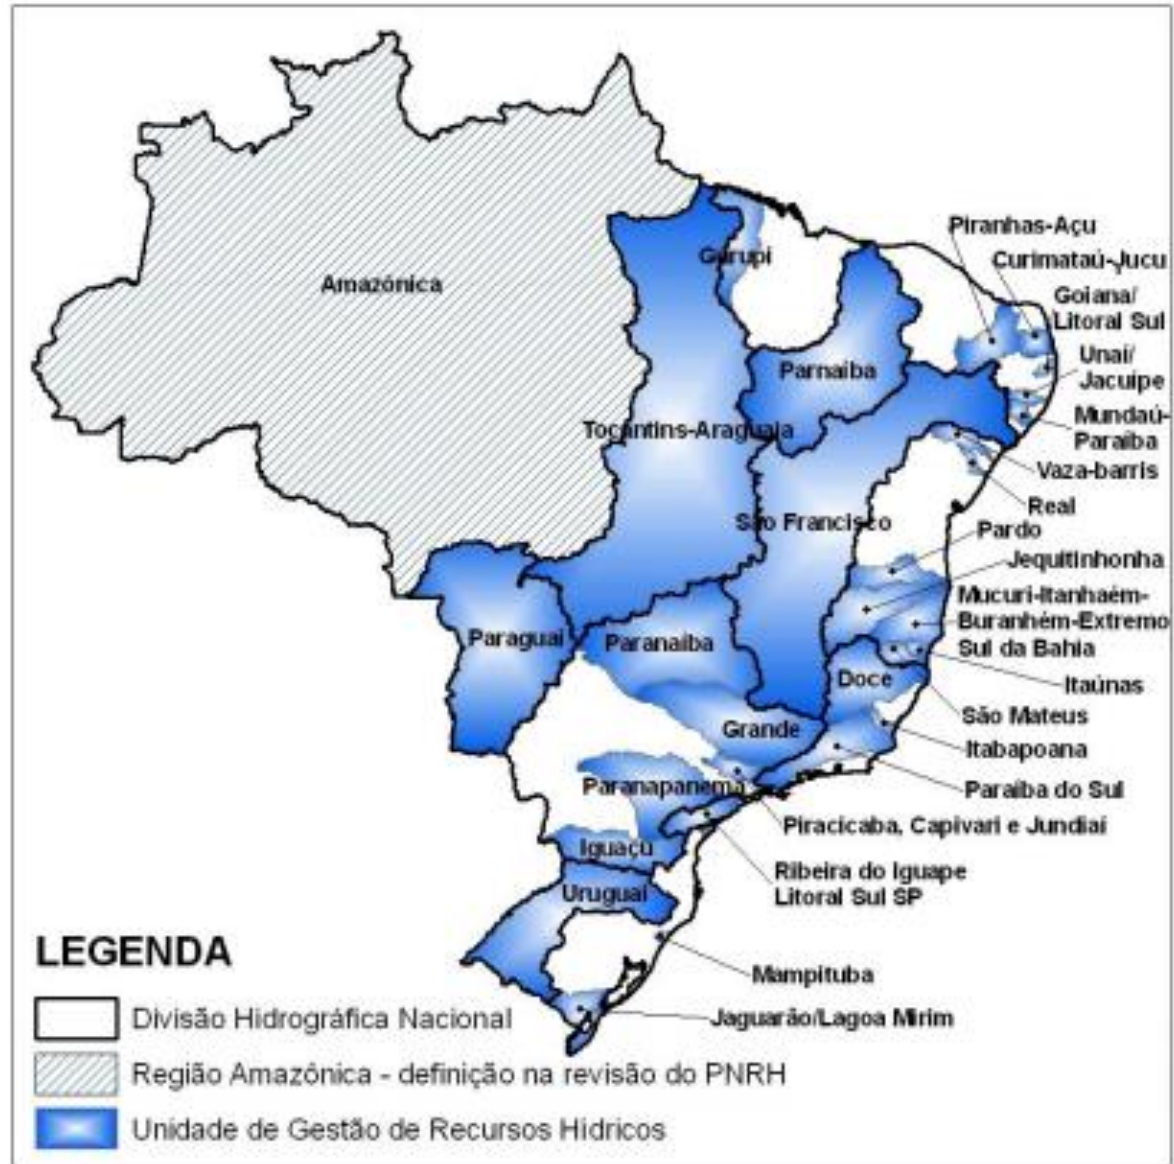 Piranhas-Açu
Curimataú-Jucu
Goiana/
Litoral Sul
Gurupi
Amazônica
Unaí/
Jacuípe
Parnaíba
Mundaú-
Paraíba
Tocantins-Araguaia
Vaza-barris
Real
São Francisco
Pardo
Jequitinhonha
Mucuri-Itanhaém-
Buranhém-Extremo
Sul da Bahia
Paraguai
Paranaíba
Doce
Itaúnas
São Mateus
Grande
Itabapoana
Paranapanema
Paraíba do Sul
Piracicaba, Capivari e Jundiaí
Iguaçu
Ribeira do Iguape
Litoral Sul SP
Uruguai
Mampituba
Jaguarão/Lagoa Mirim
LEGENDA
Divisão Hidrográfica Nacional
Região Amazônica - definição na revisão do PNRH
Unidade de Gestão de Recursos Hídricos